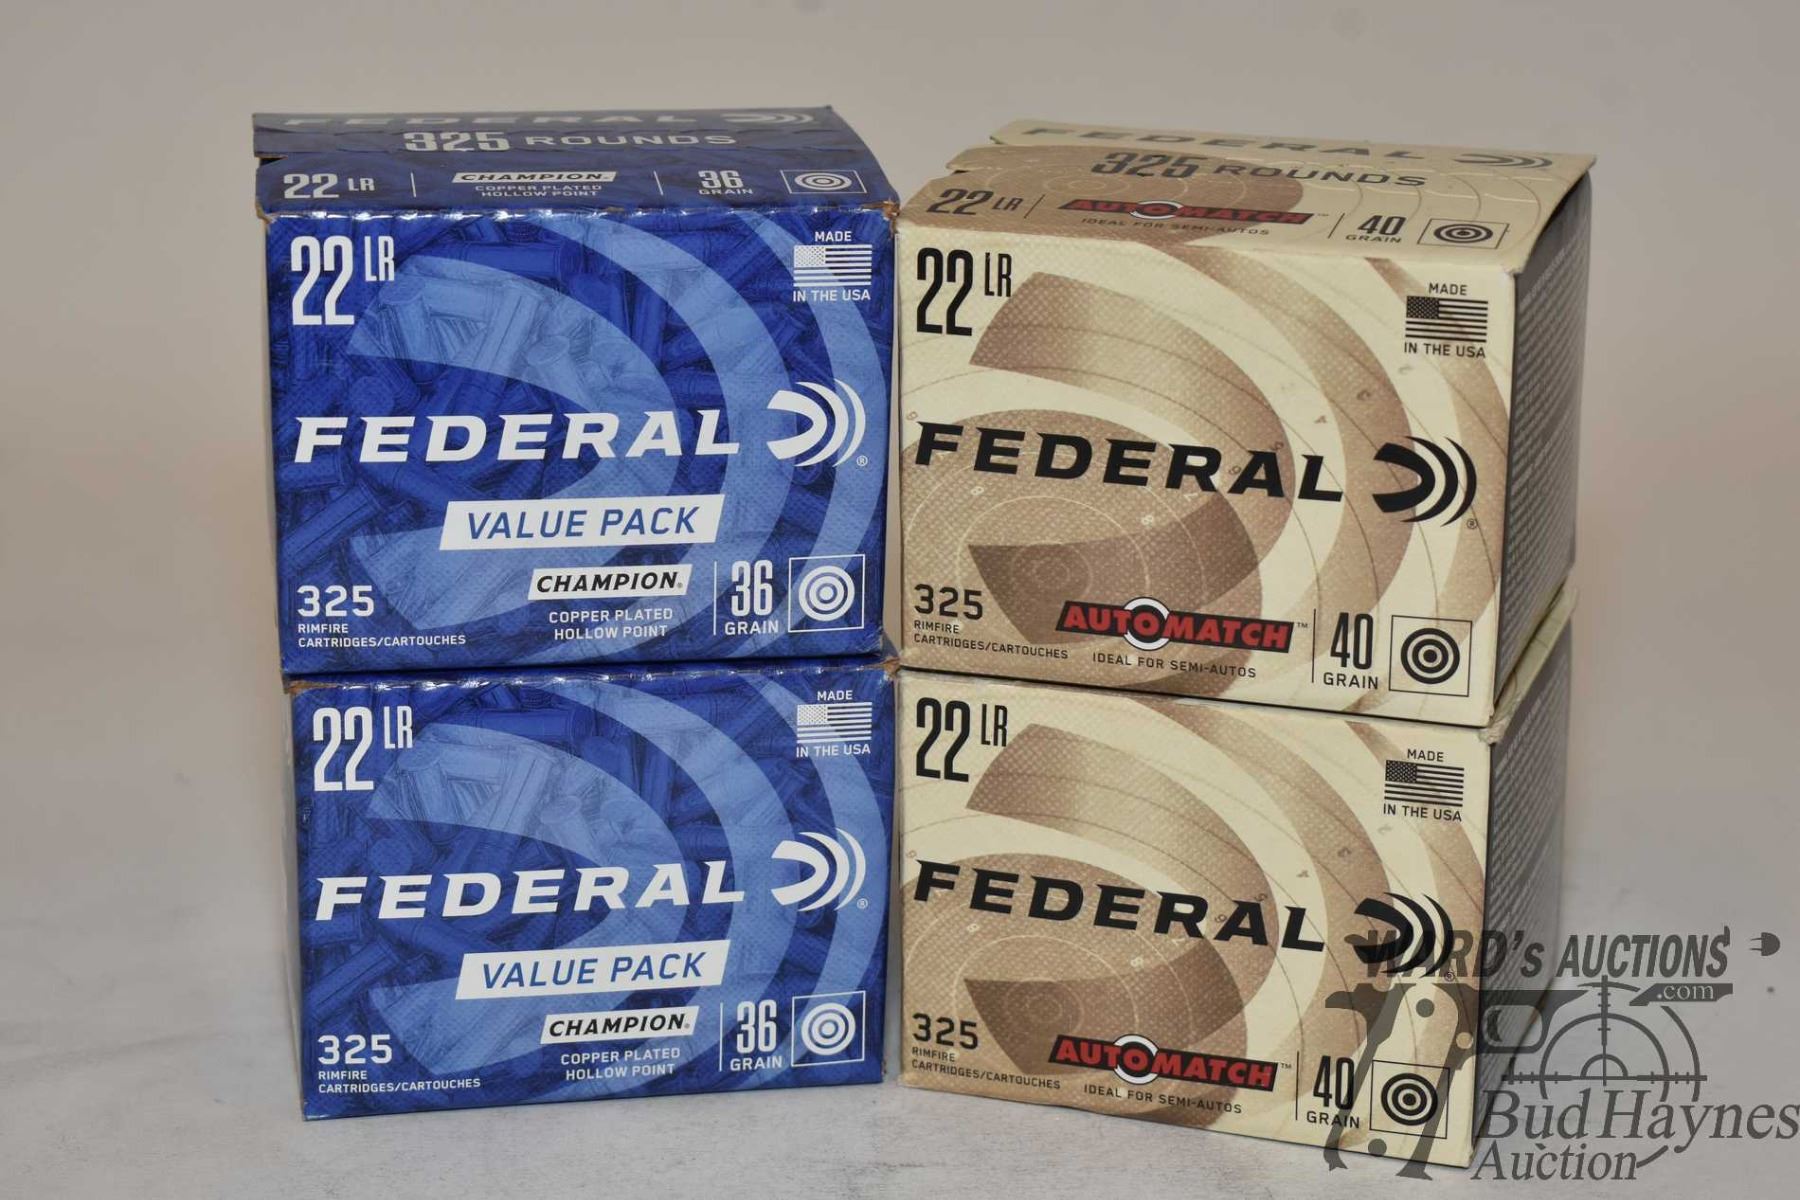 FEDERAL
325 ROUNDS
22 LR CHAMPION. 36
COPPER PLATED GRAIN
HOLLOW POINT
22 LR
MADE
IN THE USA
FEDERAL ®
VALUE PACK
CHAMPION.
325
RIMFIRE
CARTRIDGES/CARTOUCHES
COPPER PLATED
HOLLOW POINT
36
GRAIN
FEDERAL
325 ROUNDS
22 LR AUTOMATCH™ 40
IDEAL FOR SEMI-AUTOS GRAIN
22 LR
MADE
IN THE USA
FEDERAL ®
325
RIMFIRE
CARTRIDGES/CARTOUCHES
AUTOMATCH™
IDEAL FOR SEMI-AUTOS
40
GRAIN
22 LR
MADE
IN THE USA
FEDERAL ®
VALUE PACK
CHAMPION.
325
RIMFIRE
CARTRIDGES/CARTOUCHES
COPPER PLATED
HOLLOW POINT
36
GRAIN
22 LR
MADE
IN THE USA
FEDERAL ®
325
RIMFIRE
CARTRIDGES/CARTOUCHES
AUTOMATCH™
IDEAL FOR SEMI-AUTOS
40
GRAIN
WARD's AUCTIONS
.com
Bud Haynes
Auction